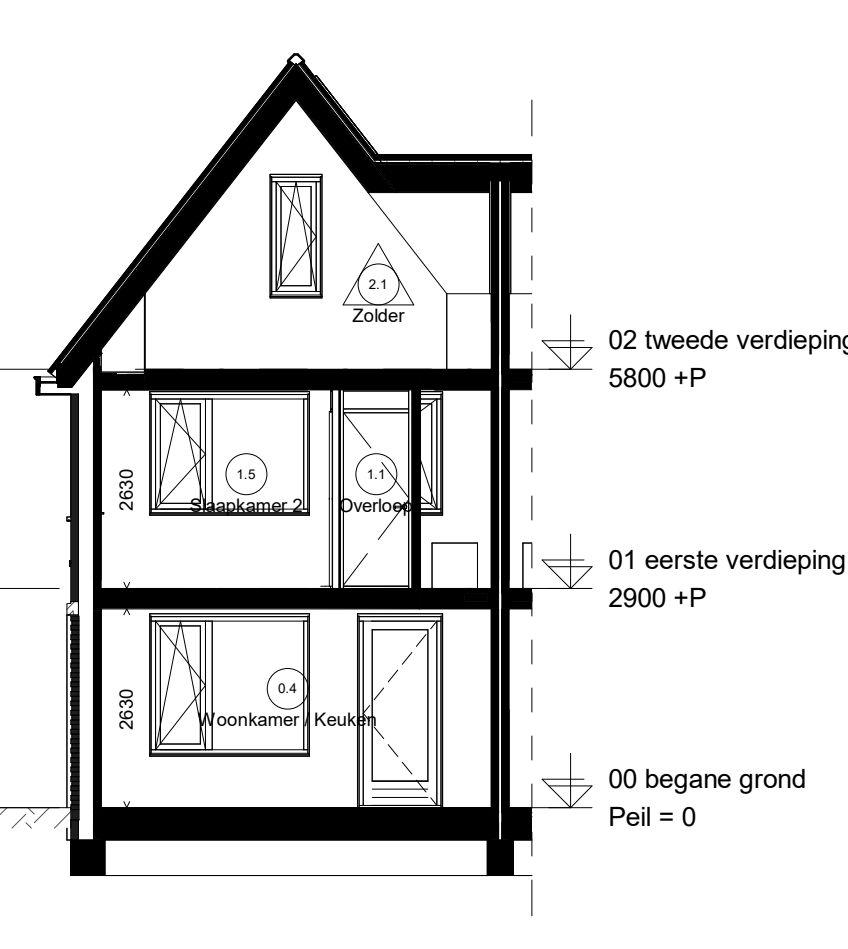 2.1
Zolder
02 tweede verdieping
5800 +P
2630
1.5
Slaapkamer 2
1.1
Overloop
01 eerste verdieping
2900 +P
2630
0.4
Woonkamer / Keuken
00 begane grond
Peil = 0